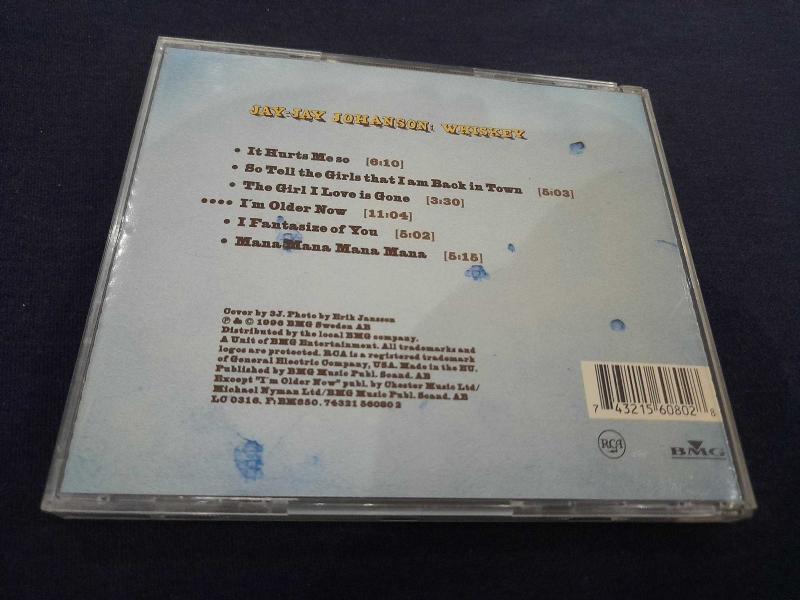 JAY-JAY JOHANSON: WHISKEY
• It Hurts Me so [6:10]
• So Tell the Girls that I am Back in Town [5:03]
• The Girl I Love is Gone [3:30]
•••• I'm Older Now [11:04]
• I Fantasize of You [5:02]
• Mana Mana Mana Mana [5:15]
Cover by 3J. Photo by Erik Janssen
℗ & © 1996 BMG Sweden AB
Distributed by the local BMG company.
A Unit of BMG Entertainment. All trademarks and
logos are protected. RCA is a registered trademark
of General Electric Company, USA. Made in the EU.
Published by BMG Music Publ. Scand. AB
Except "I'm Older Now" publ. by Chester Music Ltd/
Michael Nyman Ltd/BMG Music Publ. Scand. AB
LC 0316. F: BM650. 74321 560802
7 43215 60802 8
RCA
BMG